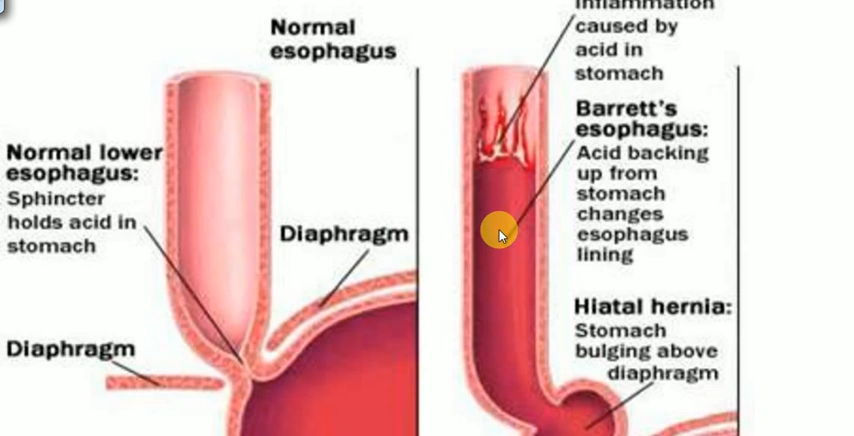 Normal
esophagus
Normal lower
esophagus:
Sphincter
holds acid in
stomach
Diaphragm
Diaphragm
Inflammation
caused by
acid in
stomach
Barrett's
esophagus:
Acid backing
up from
stomach
changes
esophagus
lining
Hiatal hernia:
Stomach
bulging above
diaphragm